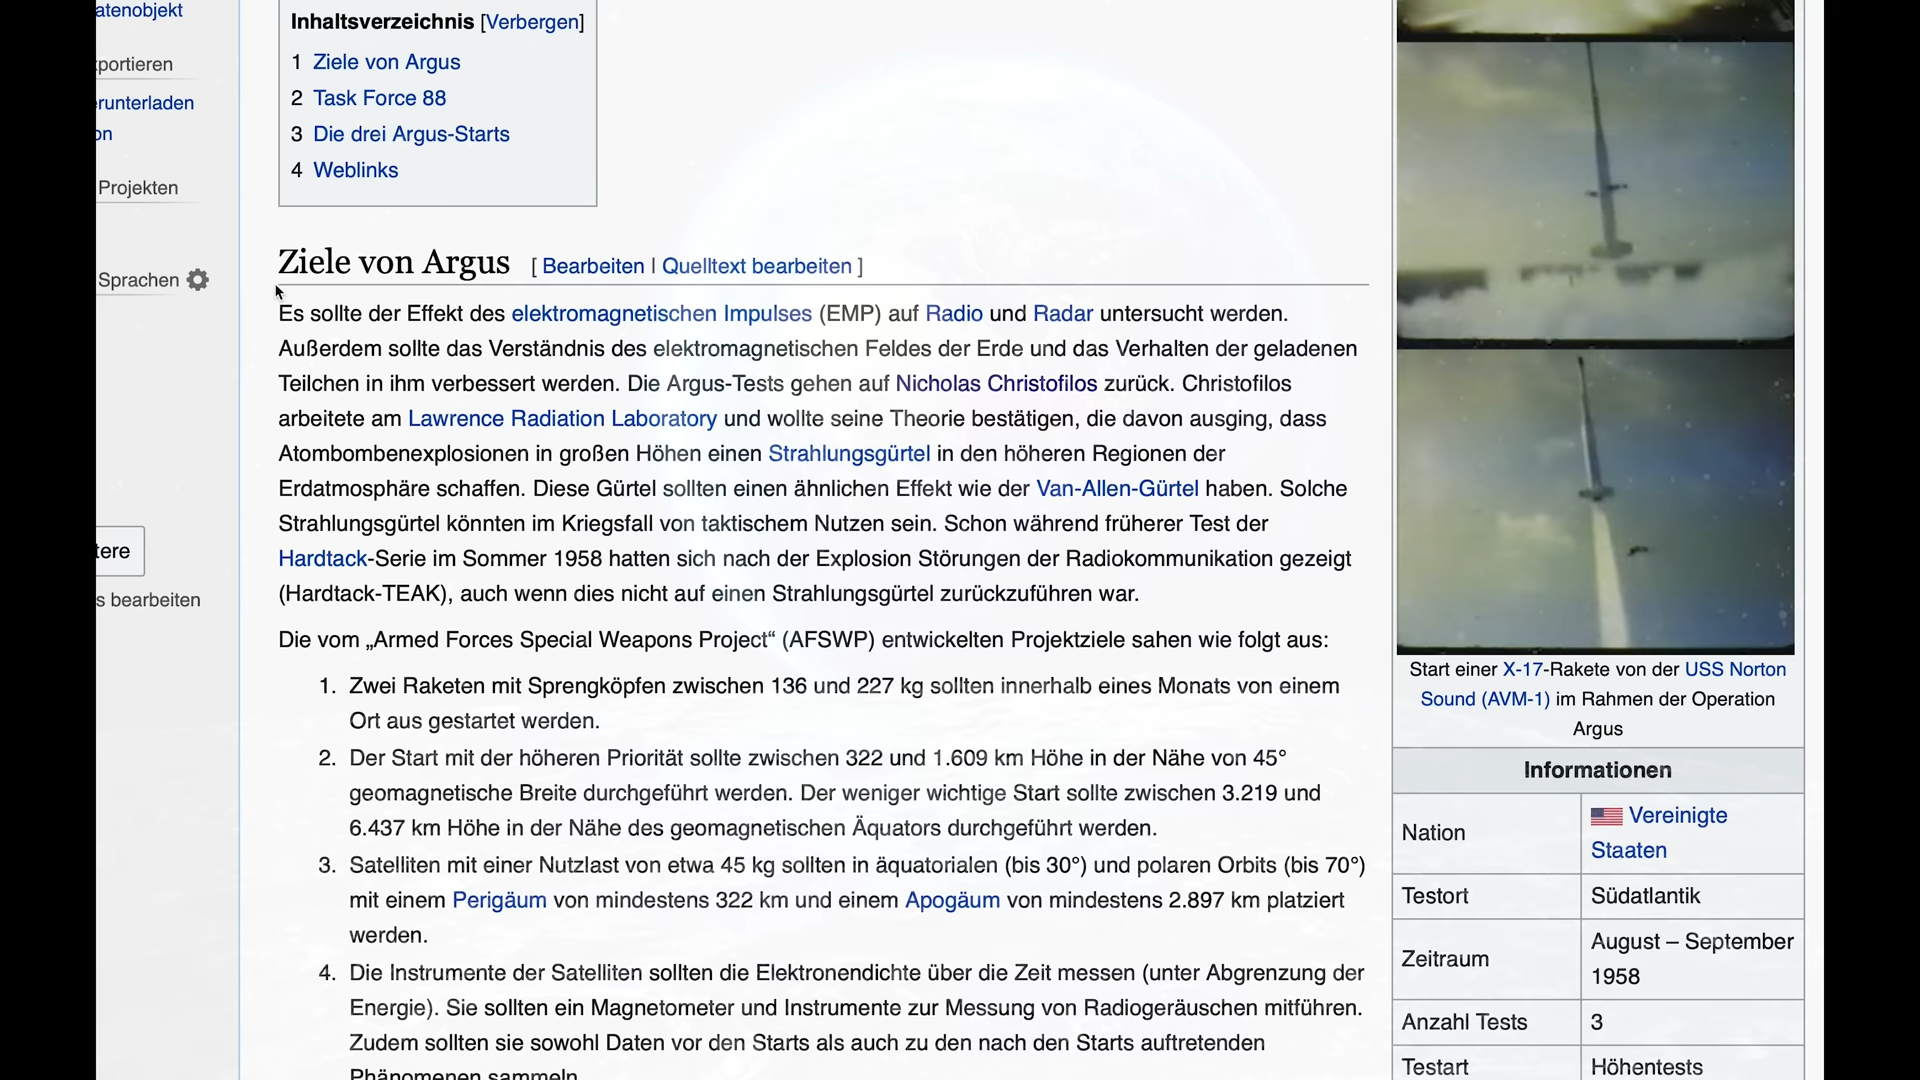 atenobjekt
xportieren
erunterladen
on
Projekten
Sprachen
tere
s bearbeiten
Inhaltsverzeichnis [Verbergen]
1 Ziele von Argus
2 Task Force 88
3 Die drei Argus-Starts
4 Weblinks
Ziele von Argus [ Bearbeiten | Quelltext bearbeiten ]
Es sollte der Effekt des elektromagnetischen Impulses (EMP) auf Radio und Radar untersucht werden.
Außerdem sollte das Verständnis des elektromagnetischen Feldes der Erde und das Verhalten der geladenen
Teilchen in ihm verbessert werden. Die Argus-Tests gehen auf Nicholas Christofilos zurück. Christofilos
arbeitete am Lawrence Radiation Laboratory und wollte seine Theorie bestätigen, die davon ausging, dass
Atombombenexplosionen in großen Höhen einen Strahlungsgürtel in den höheren Regionen der
Erdatmosphäre schaffen. Diese Gürtel sollten einen ähnlichen Effekt wie der Van-Allen-Gürtel haben. Solche
Strahlungsgürtel könnten im Kriegsfall von taktischem Nutzen sein. Schon während früherer Test der
Hardtack-Serie im Sommer 1958 hatten sich nach der Explosion Störungen der Radiokommunikation gezeigt
(Hardtack-TEAK), auch wenn dies nicht auf einen Strahlungsgürtel zurückzuführen war.
Die vom „Armed Forces Special Weapons Project“ (AFSWP) entwickelten Projektziele sahen wie folgt aus:
1. Zwei Raketen mit Sprengköpfen zwischen 136 und 227 kg sollten innerhalb eines Monats von einem
Ort aus gestartet werden.
2. Der Start mit der höheren Priorität sollte zwischen 322 und 1.609 km Höhe in der Nähe von 45°
geomagnetische Breite durchgeführt werden. Der weniger wichtige Start sollte zwischen 3.219 und
6.437 km Höhe in der Nähe des geomagnetischen Äquators durchgeführt werden.
3. Satelliten mit einer Nutzlast von etwa 45 kg sollten in äquatorialen (bis 30°) und polaren Orbits (bis 70°)
mit einem Perigäum von mindestens 322 km und einem Apogäum von mindestens 2.897 km platziert
werden.
4. Die Instrumente der Satelliten sollten die Elektronendichte über die Zeit messen (unter Abgrenzung der
Energie). Sie sollten ein Magnetometer und Instrumente zur Messung von Radiogeräuschen mitführen.
Zudem sollten sie sowohl Daten vor den Starts als auch zu den nach den Starts auftretenden
Phänomenen sammeln.
Start einer X-17-Rakete von der USS Norton
Sound (AVM-1) im Rahmen der Operation
Argus
Informationen
Nation Vereinigte
Staaten
Testort Südatlantik
Zeitraum August – September
1958
Anzahl Tests 3
Testart Höhentests